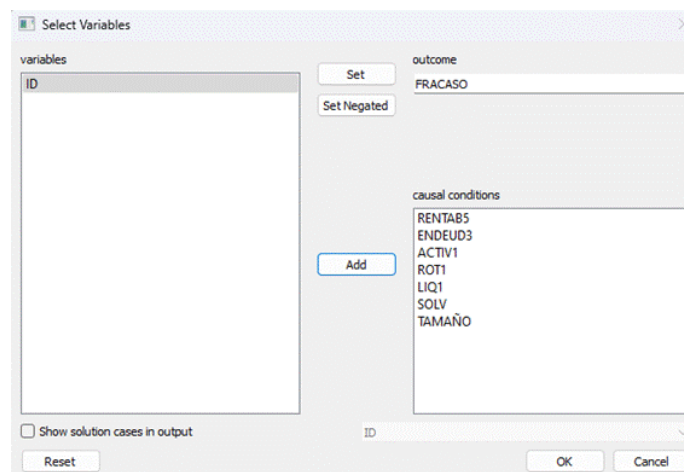 Select Variables
variables
ID
Set
Set Negated
outcome
FRACASO
Add
causal conditions
RENTAB5
ENDEUD3
ACTIV1
ROT1
LIQ1
SOLV
TAMAÑO
Show solution cases in output
ID
Reset
OK
Cancel